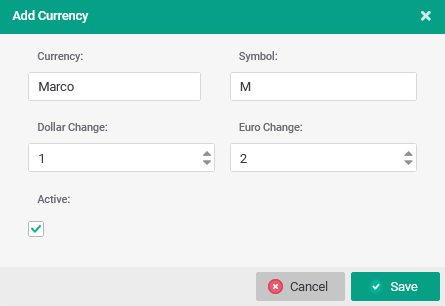 Add Currency
Currency: Symbol:
Marco M
Dollar Change: Euro Change:
1 2
Active:
Cancel Save